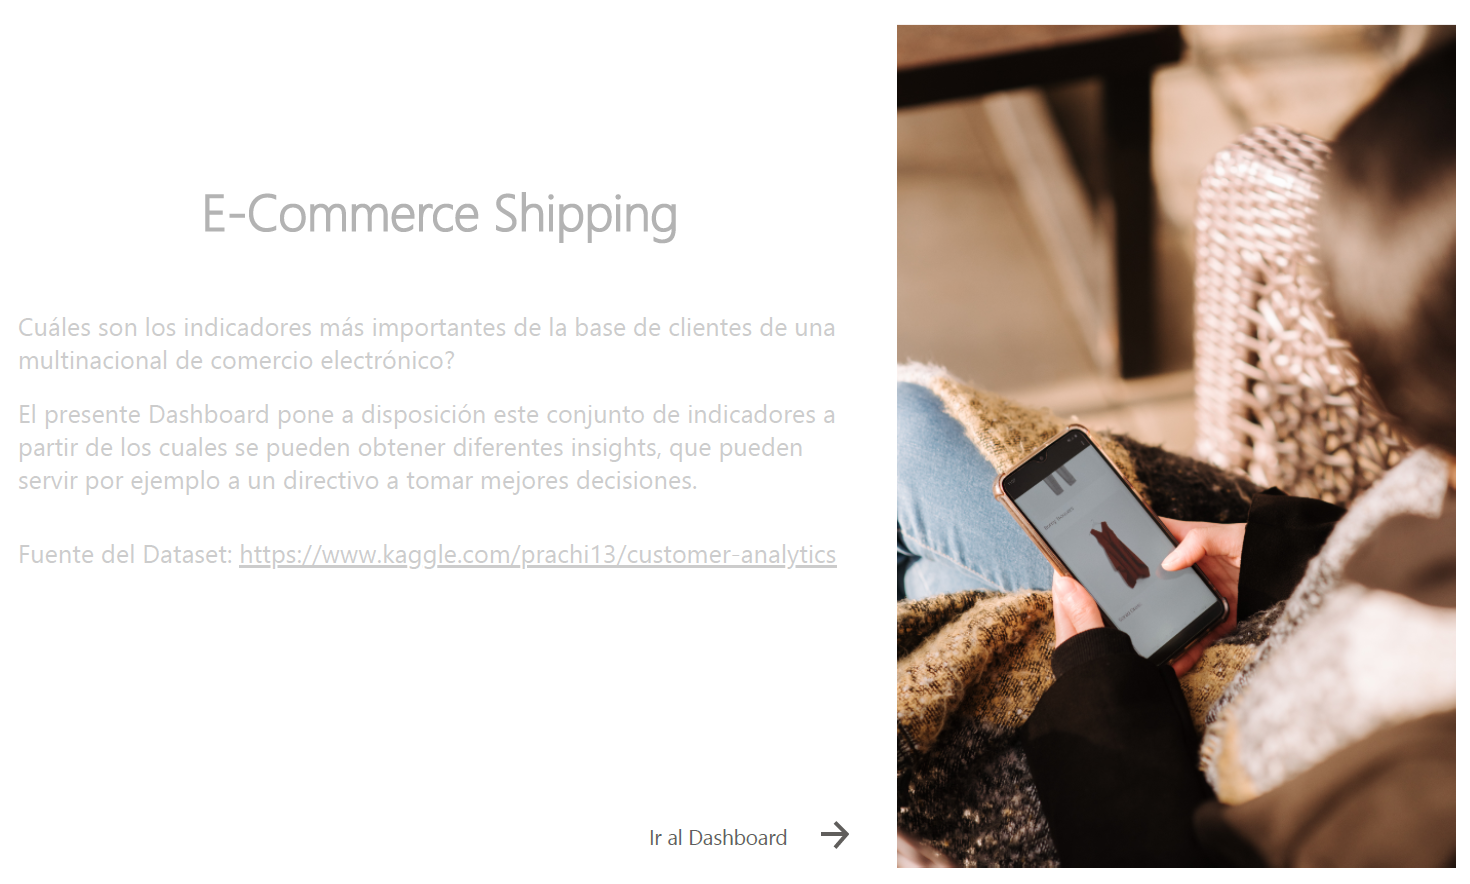 E-Commerce Shipping
Cuáles son los indicadores más importantes de la base de clientes de una
multinacional de comercio electrónico?
El presente Dashboard pone a disposición este conjunto de indicadores a
partir de los cuales se pueden obtener diferentes insights, que pueden
servir por ejemplo a un directivo a tomar mejores decisiones.
Fuente del Dataset: https://www.kaggle.com/prachi13/customer-analytics
Ir al Dashboard